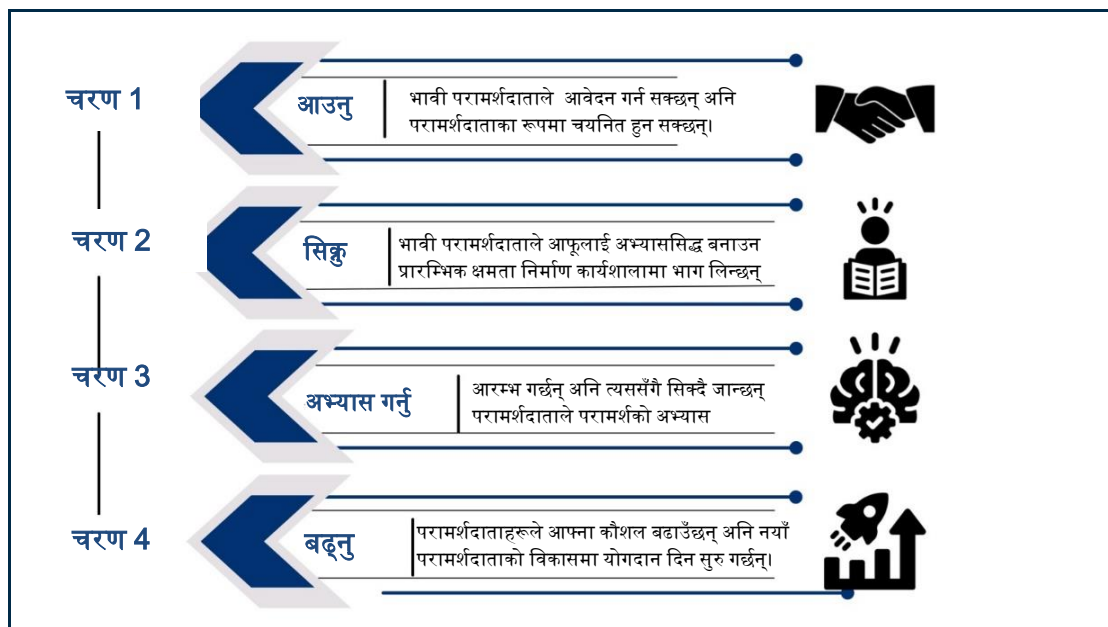 चरण 1
आउनु
भावी परामर्शदाताले आवेदन गर्न सक्छन् अनि
परामर्शदाताका रूपमा चयनित हुन सक्छन्।
चरण 2
सिक्नु
भावी परामर्शदाताले आफूलाई अभ्याससिद्ध बनाउन
प्रारम्भिक क्षमता निर्माण कार्यशालामा भाग लिन्छन्
चरण 3
अभ्यास गर्नु
आरम्भ गर्छन् अनि त्यससँगै सिक्दै जान्छन्
परामर्शदाताले परामर्शको अभ्यास
चरण 4
बढ्नु
परामर्शदाताहरूले आफ्ना कौशल बढाउँछन् अनि नयाँ
परामर्शदाताको विकासमा योगदान दिन सुरु गर्छन्।